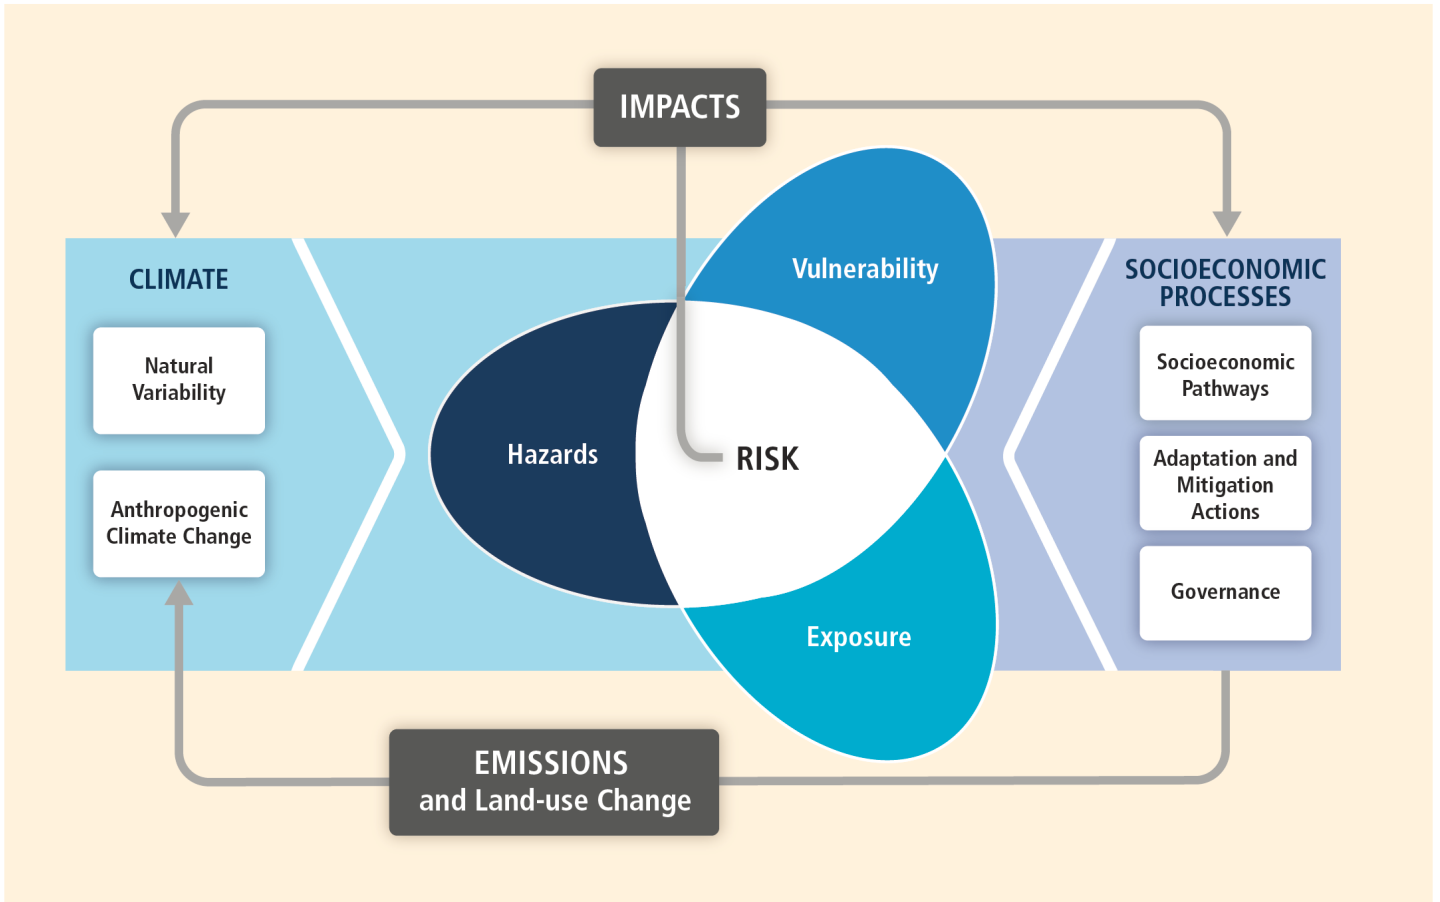 IMPACTS
CLIMATE
Natural
Variability
Anthropogenic
Climate Change
Vulnerability
Hazards
RISK
Exposure
SOCIOECONOMIC
PROCESSES
Socioeconomic
Pathways
Adaptation and
Mitigation
Actions
Governance
EMISSIONS
and Land-use Change